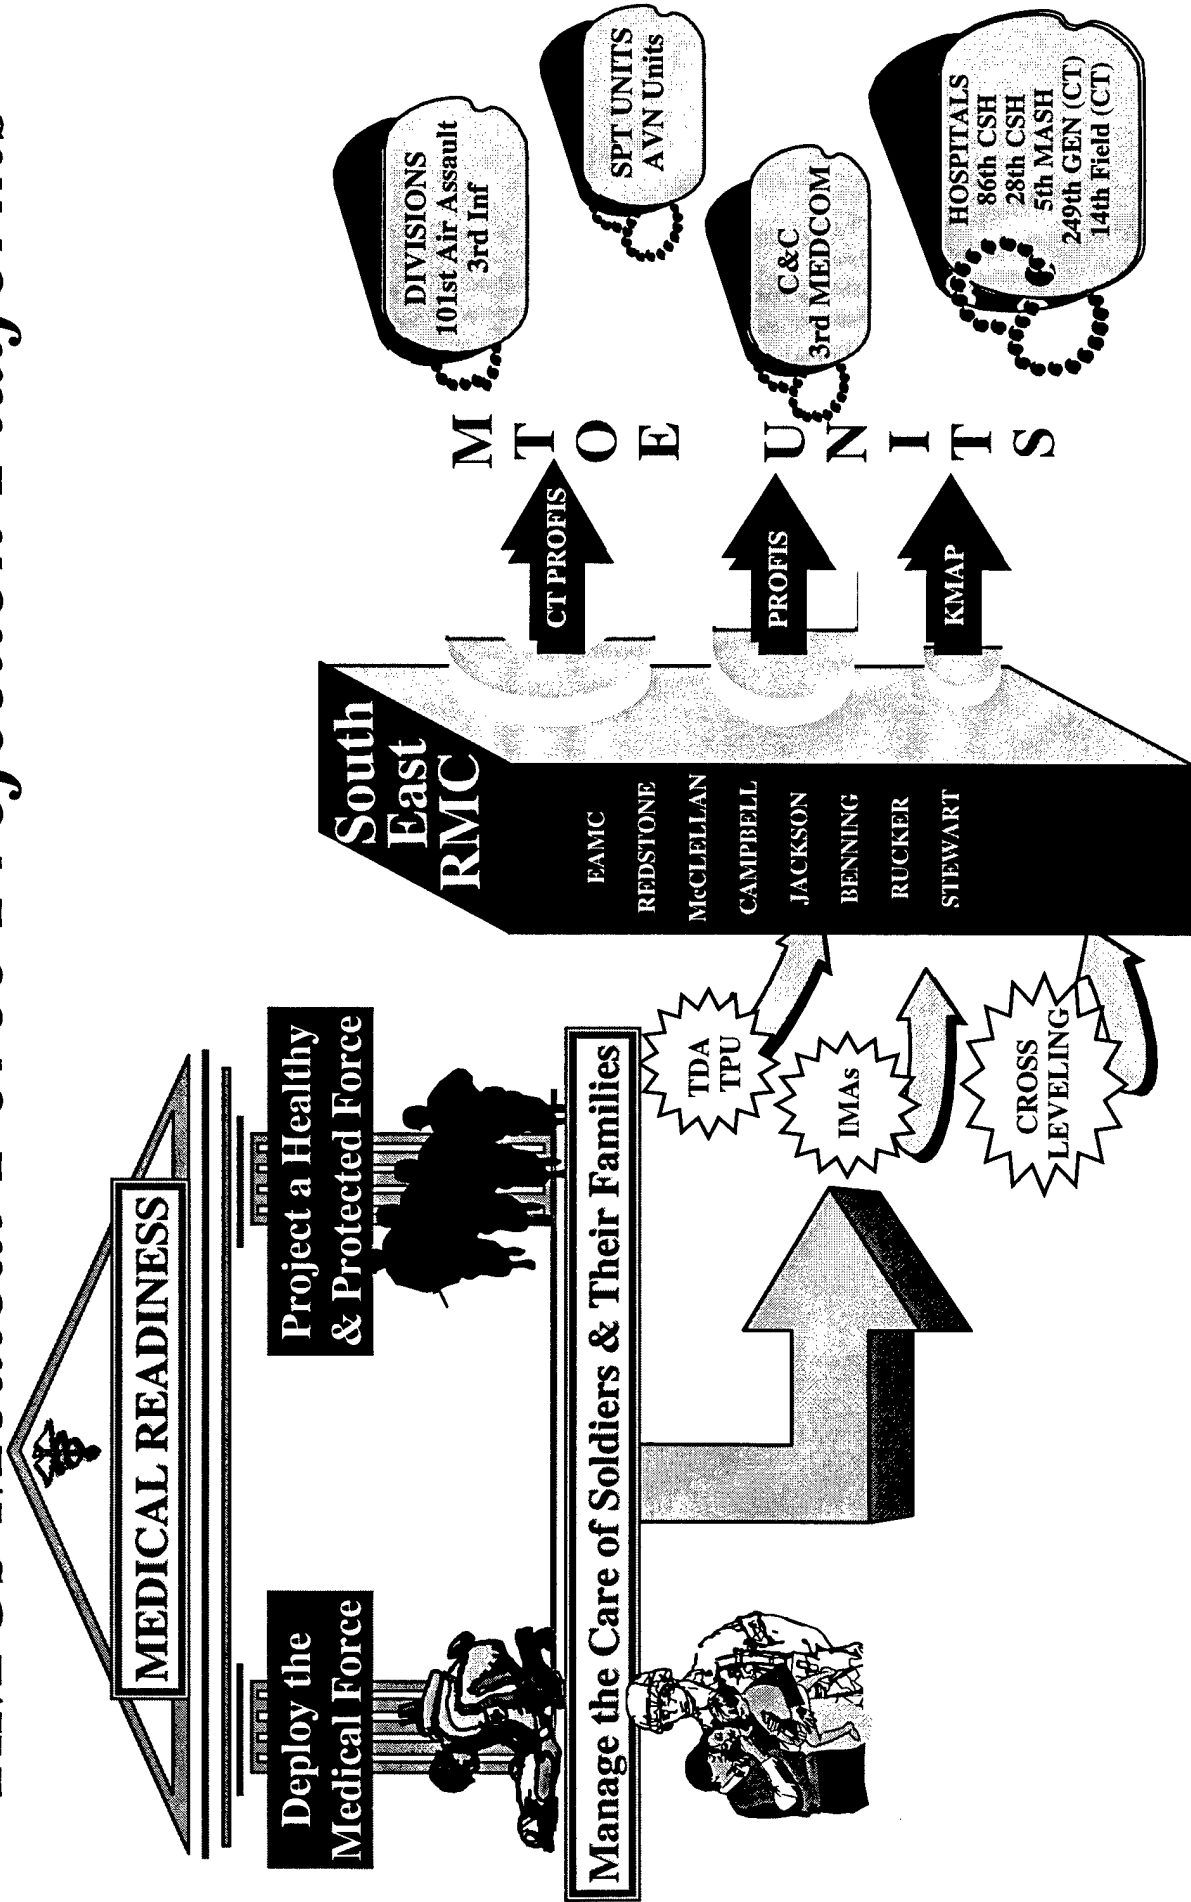 MEDICAL READINESS
Deploy the
Medical Force
Project a Healthy
& Protected Force
Manage the Care of Soldiers & Their Families
TDA
TPU
IMAs
CROSS
LEVELING
South
East
RMC
EAMC
REDSTONE
McCLELLAN
CAMPBELL
JACKSON
BENNING
RUCKER
STEWART
CT PROFIS
PROFIS
KMAP
MTOE UNITS
DIVISIONS
101st Air Assault
3rd Inf
SPT UNITS
AVN Units
C&C
3rd MEDCOM
HOSPITALS
86th CSH
28th CSH
5th MASH
249th GEN (CT)
14th Field (CT)